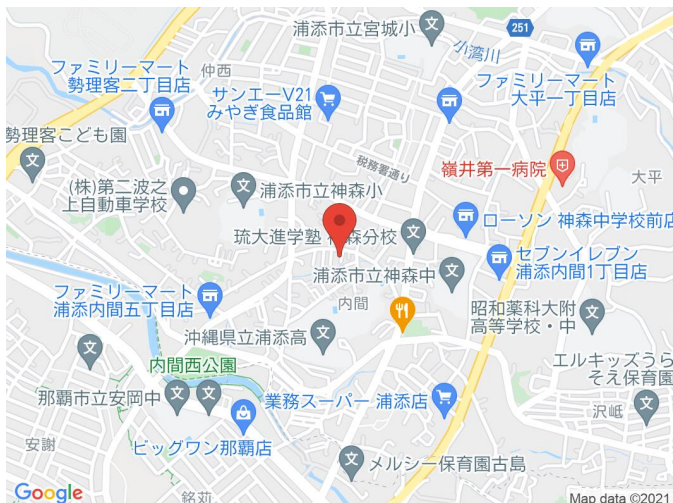 浦添市立宮城小
小湾川
251
ファミリーマート
勢理客二丁目店
仲西
サンエーV21
みやぎ食品館
ファミリーマート
大平一丁目店
勢理客こども園
税務署通り
嶺井第一病院
大平
(株)第二波之
上自動車学校
浦添市立神森小
ローソン 神森中学校前店
琉大進学塾 神森分校
セブンイレブン
浦添内間1丁目店
浦添市立神森中
ファミリーマート
浦添内間五丁目店
内間
昭和薬科大附
高等学校・中
沖縄県立浦添高
内間西公園
エルキッズうら
そえ保育園
那覇市立安岡中
業務スーパー 浦添店
沢岻
安謝
ビッグワン那覇店
メルシー保育園古島
銘苅
Google
Map data ©2021